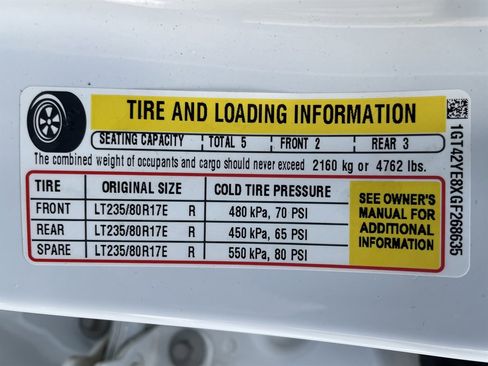 TIRE AND LOADING INFORMATION
SEATING CAPACITY TOTAL 5 FRONT 2 REAR 3
The combined weight of occupants and cargo should never exceed 2160 kg or 4762 lbs.
TIRE ORIGINAL SIZE COLD TIRE PRESSURE
FRONT LT235/80R17E R 480 kPa, 70 PSI
REAR LT235/80R17E R 450 kPa, 65 PSI
SPARE LT235/80R17E R 550 kPa, 80 PSI
SEE OWNER'S
MANUAL FOR
ADDITIONAL
INFORMATION
1GT42YE8XGF268635